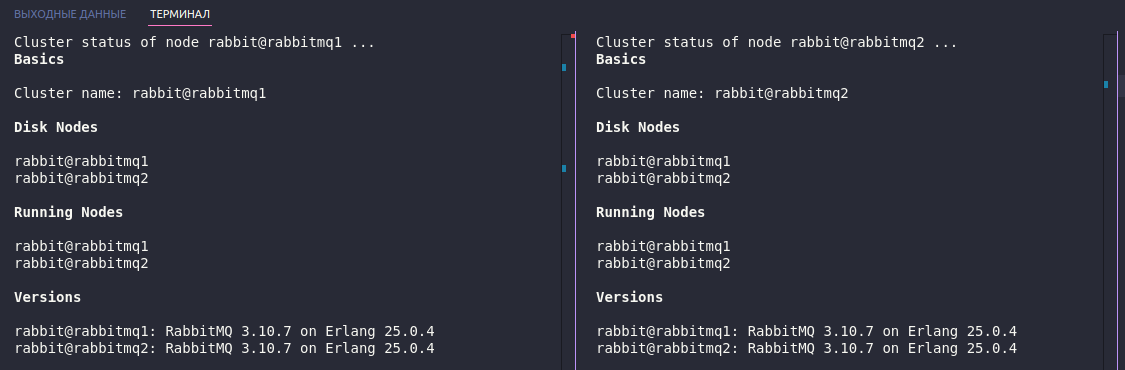 ВЫХОДНЫЕ ДАННЫЕ ТЕРМИНАЛ
Cluster status of node rabbit@rabbitmq1 ...
Basics
Cluster name: rabbit@rabbitmq1
Disk Nodes
rabbit@rabbitmq1
rabbit@rabbitmq2
Running Nodes
rabbit@rabbitmq1
rabbit@rabbitmq2
Versions
rabbit@rabbitmq1: RabbitMQ 3.10.7 on Erlang 25.0.4
rabbit@rabbitmq2: RabbitMQ 3.10.7 on Erlang 25.0.4
Cluster status of node rabbit@rabbitmq2 ...
Basics
Cluster name: rabbit@rabbitmq2
Disk Nodes
rabbit@rabbitmq1
rabbit@rabbitmq2
Running Nodes
rabbit@rabbitmq1
rabbit@rabbitmq2
Versions
rabbit@rabbitmq1: RabbitMQ 3.10.7 on Erlang 25.0.4
rabbit@rabbitmq2: RabbitMQ 3.10.7 on Erlang 25.0.4